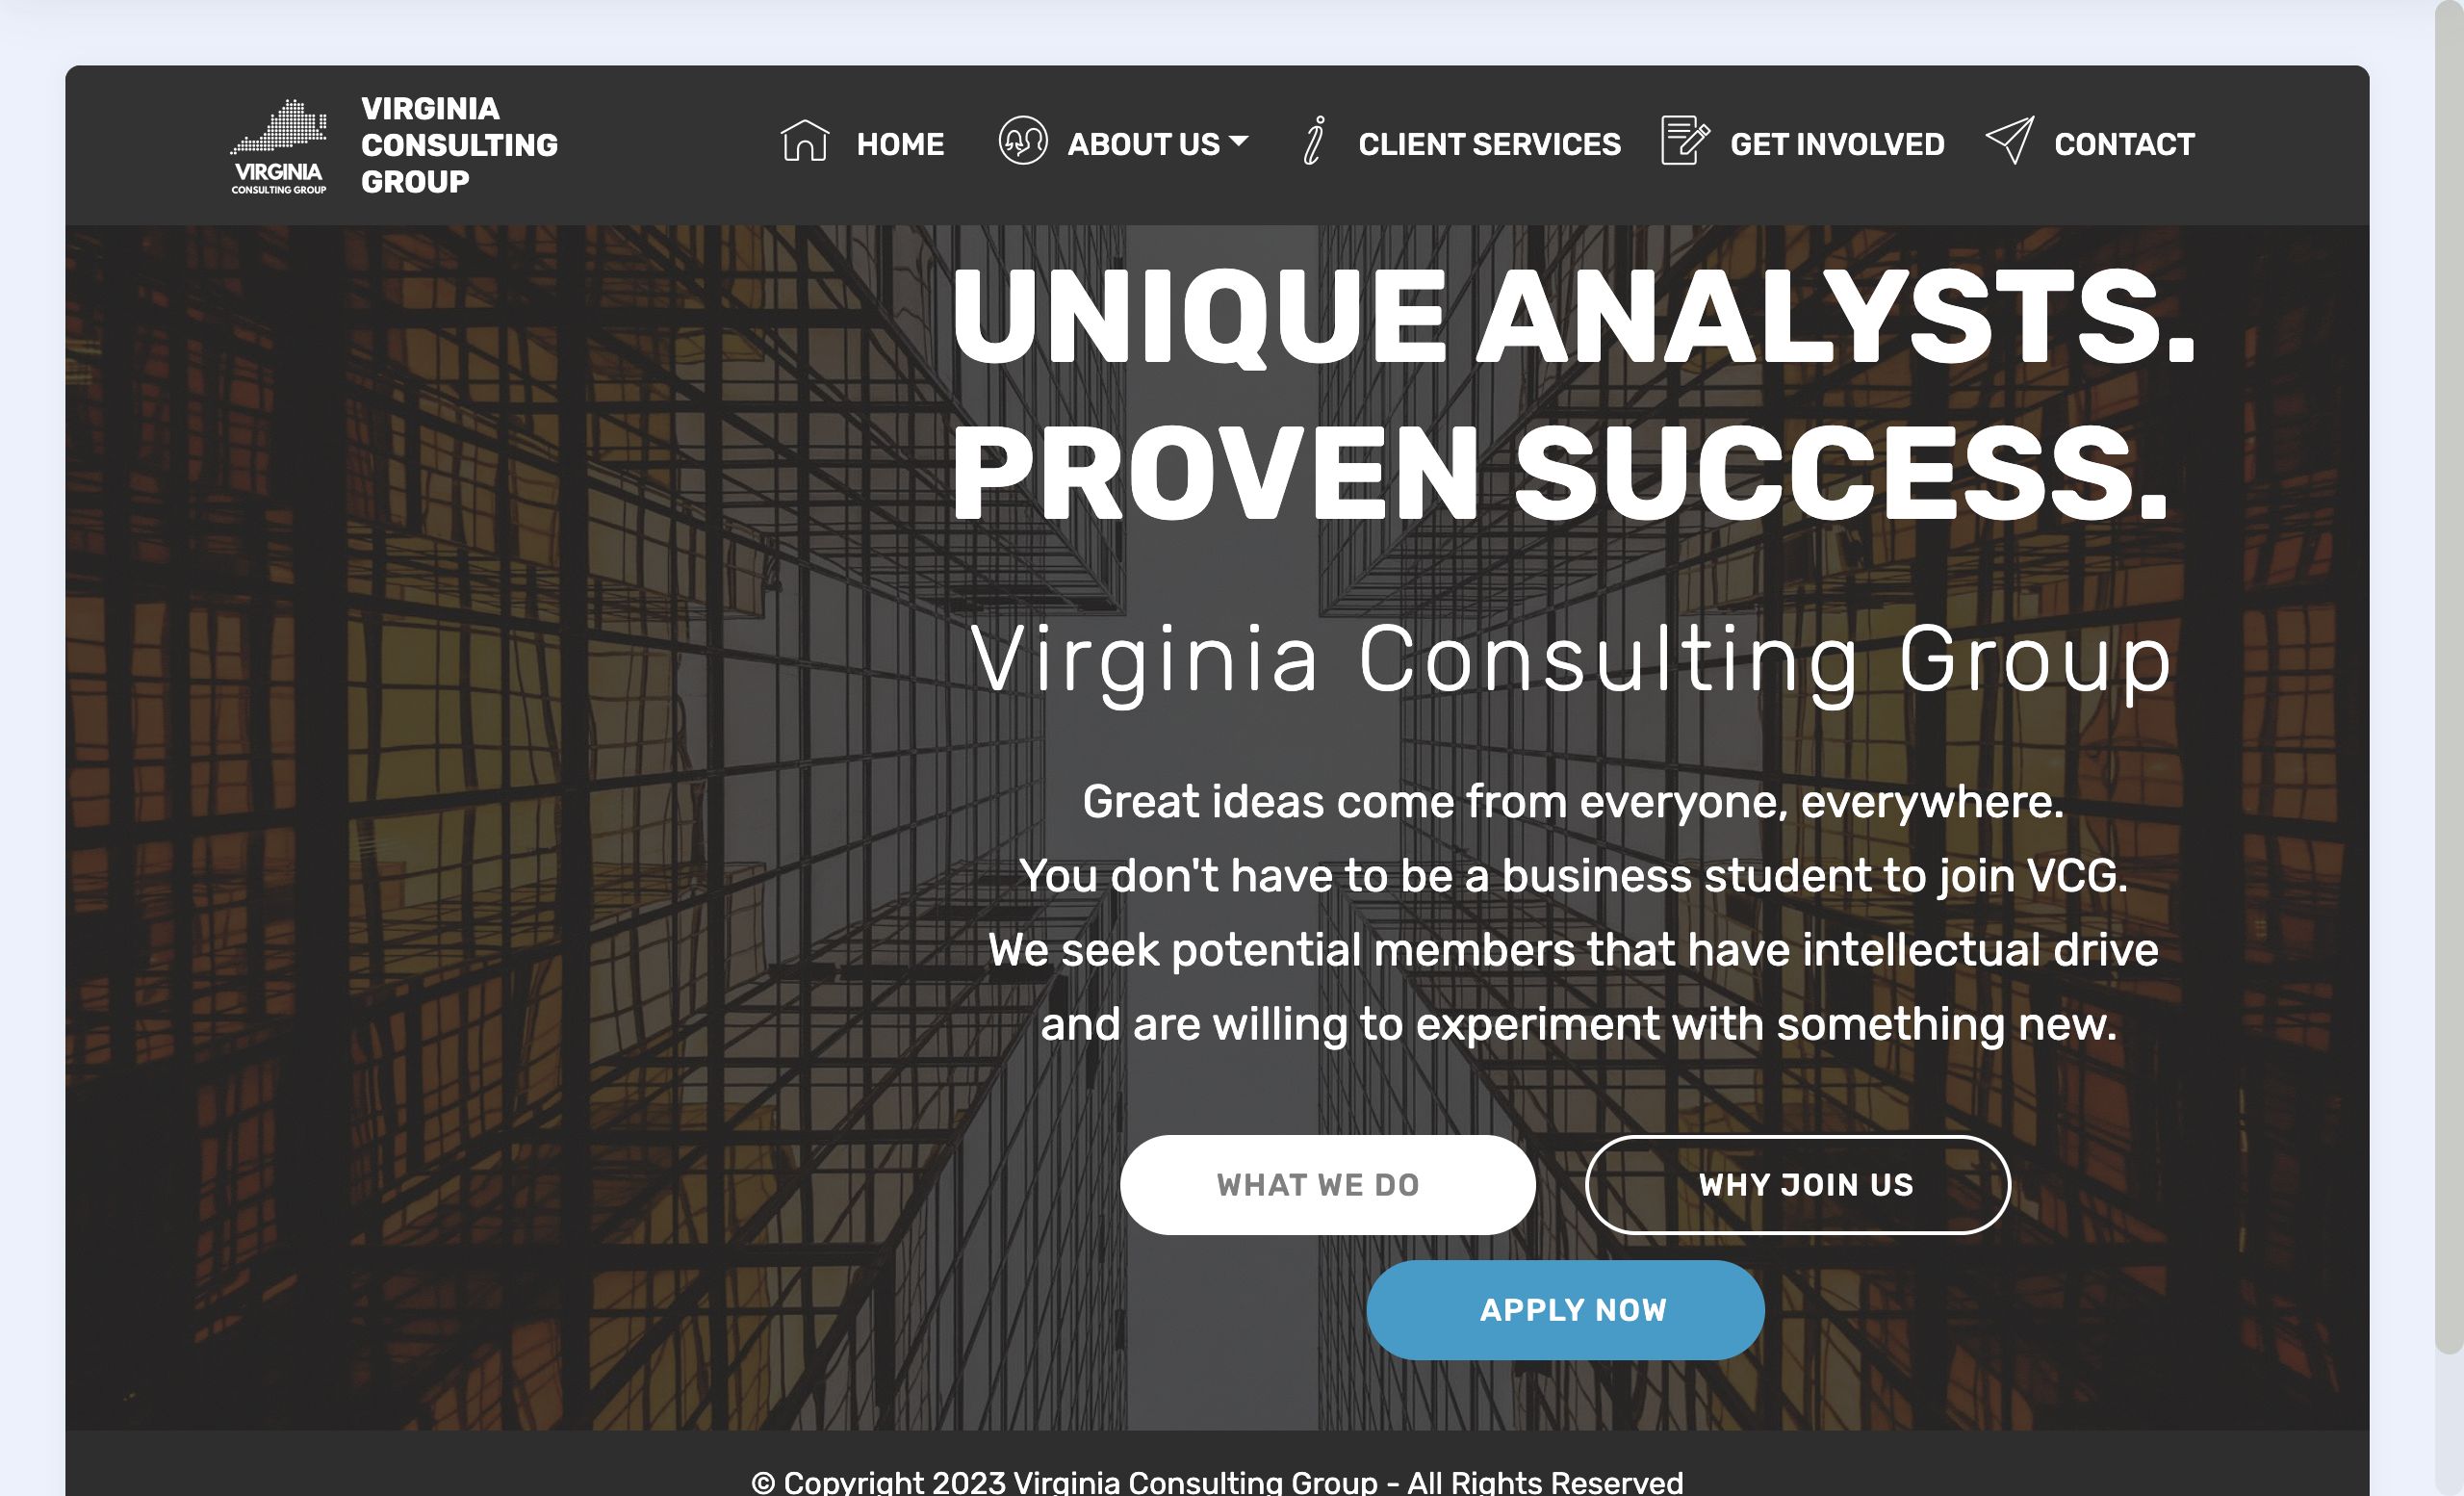 VIRGINIA
CONSULTING GROUP
VIRGINIA
CONSULTING
GROUP
HOME
ABOUT US
CLIENT SERVICES
GET INVOLVED
CONTACT
UNIQUE ANALYSTS.
PROVEN SUCCESS.
Virginia Consulting Group
Great ideas come from everyone, everywhere.
You don't have to be a business student to join VCG.
We seek potential members that have intellectual drive
and are willing to experiment with something new.
WHAT WE DO
WHY JOIN US
APPLY NOW
© Copyright 2023 Virginia Consulting Group - All Rights Reserved